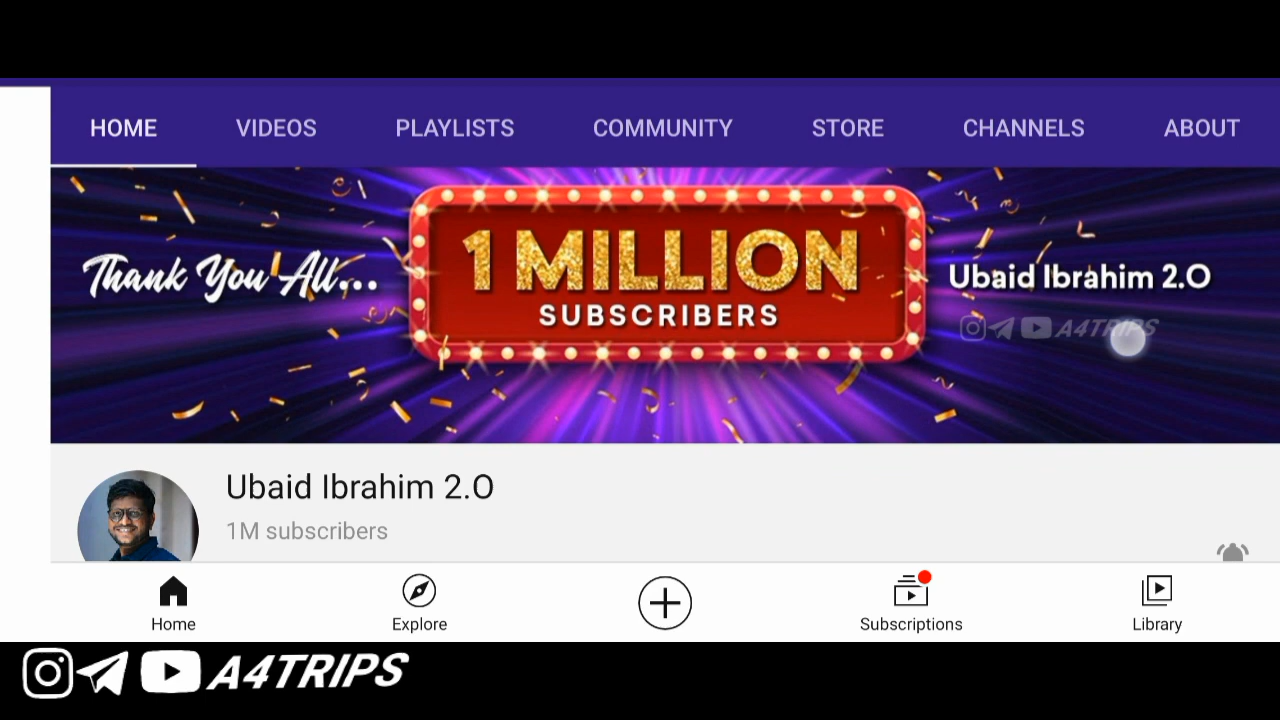 HOME VIDEOS PLAYLISTS COMMUNITY STORE CHANNELS ABOUT
Thank You All...
1 MILLION
SUBSCRIBERS
Ubaid Ibrahim 2.O
A4TRIPS
Ubaid Ibrahim 2.O
1M subscribers
Home Explore Subscriptions Library
A4TRIPS